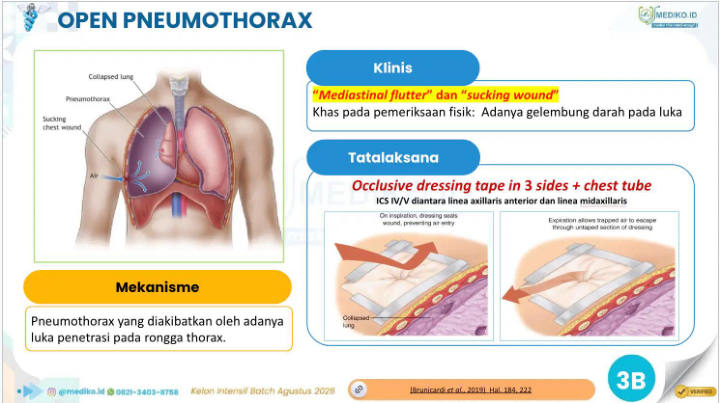 OPEN PNEUMOTHORAX
MEDIKO.ID
Collapsed lung
Pneumothorax
Sucking
chest wound
Air
Mekanisme
Pneumothorax yang diakibatkan oleh adanya
luka penetrasi pada rongga thorax.
Klinis
“Mediastinal flutter” dan “sucking wound”
Khas pada pemeriksaan fisik: Adanya gelembung darah pada luka
Tatalaksana
Occlusive dressing tape in 3 sides + chest tube
ICS IV/V diantara linea axillaris anterior dan linea midaxillaris
On inspiration, dressing seals
wound, preventing air entry
Collapsed
lung
Expiration allows trapped air to escape
through untaped section of dressing
@mediko.id 0821-3403-8758 Kelon Intensif Batch Agustus 2025
(Brunicardi et al., 2019) Hal. 184, 222
3B
VERIFIED